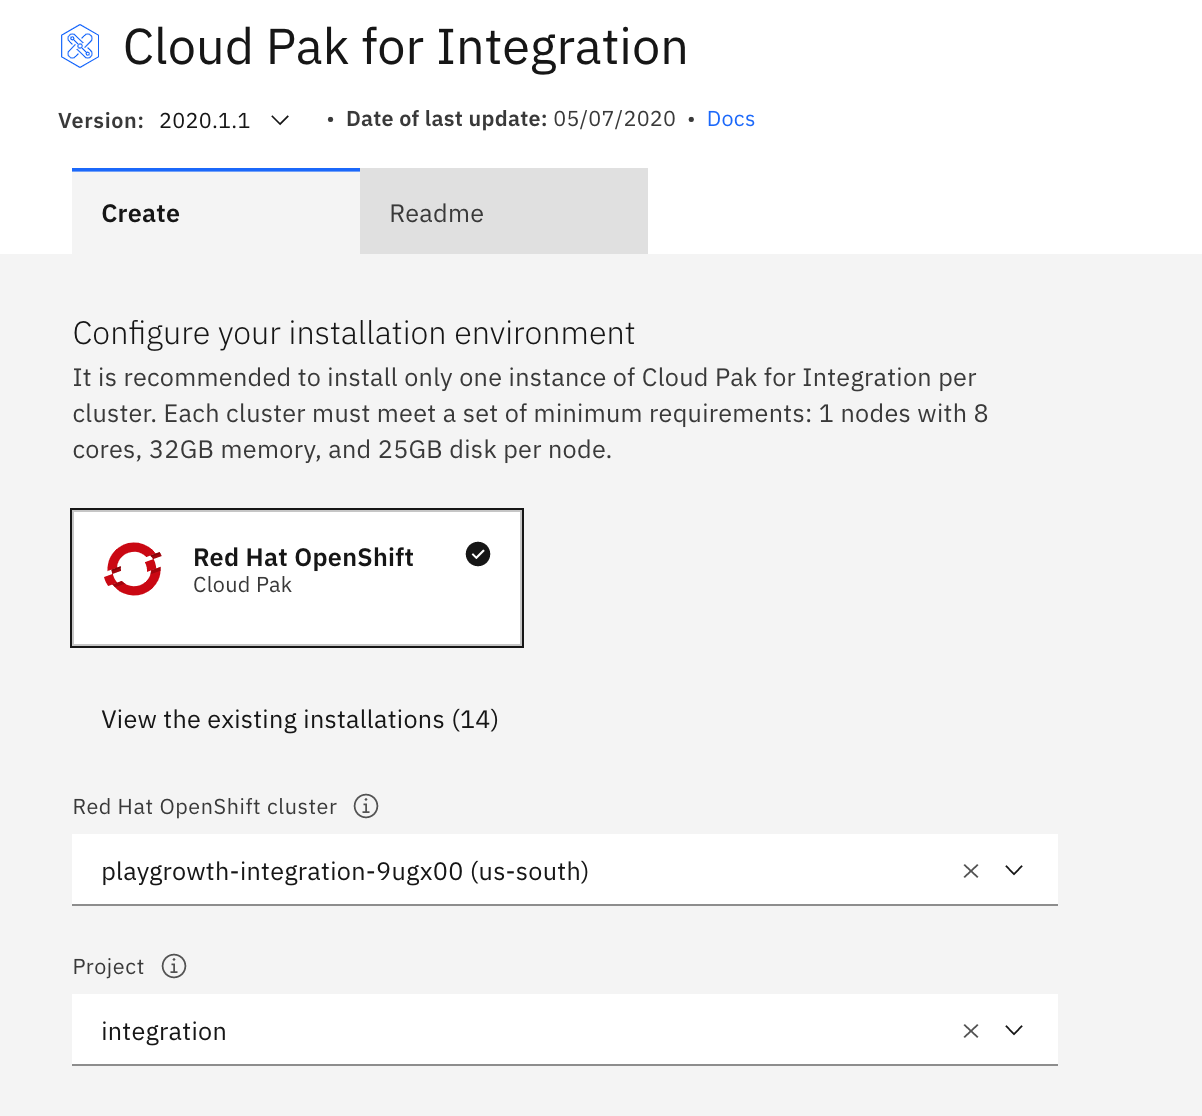 Cloud Pak for Integration
Version: 2020.1.1 • Date of last update: 05/07/2020 • Docs
Create Readme
Configure your installation environment
It is recommended to install only one instance of Cloud Pak for Integration per
cluster. Each cluster must meet a set of minimum requirements: 1 nodes with 8
cores, 32GB memory, and 25GB disk per node.
Red Hat OpenShift
Cloud Pak
View the existing installations (14)
Red Hat OpenShift cluster
playgrowth-integration-9ugx00 (us-south)
Project
integration